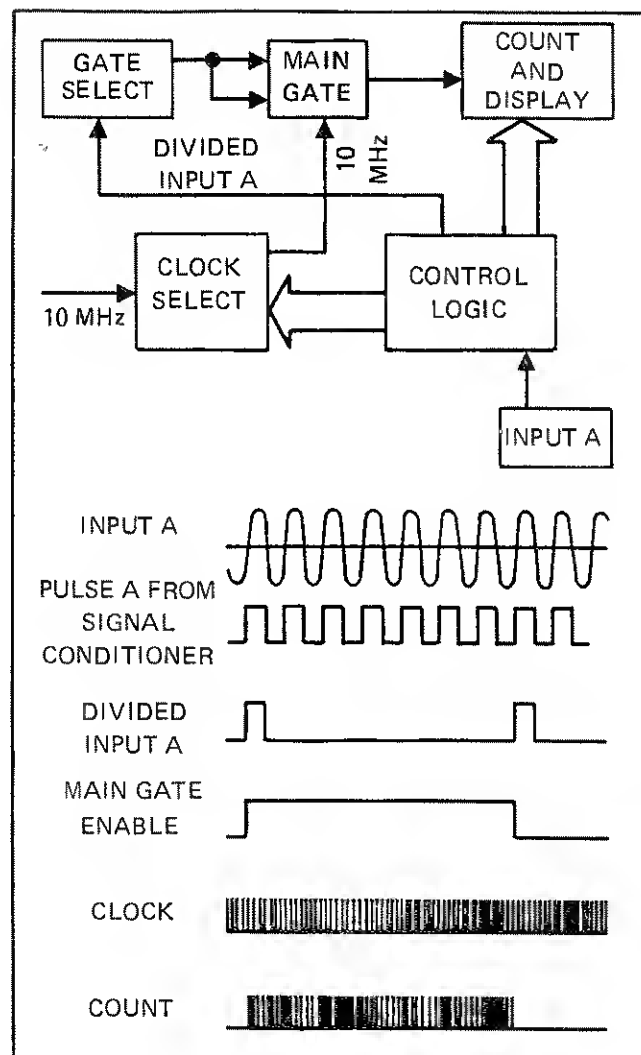 GATE
SELECT
MAIN
GATE
COUNT
AND
DISPLAY
DIVIDED
INPUT A
10
MHz
CLOCK
SELECT
10 MHz
CONTROL
LOGIC
INPUT A
INPUT A
PULSE A FROM
SIGNAL
CONDITIONER
DIVIDED
INPUT A
MAIN GATE
ENABLE
CLOCK
COUNT